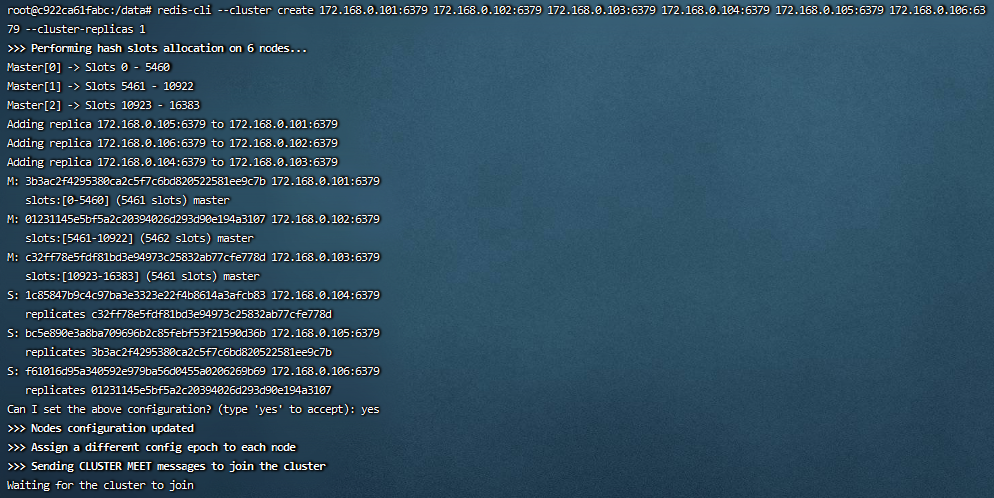 root@c922ca61fabc:/data# redis-cli --cluster create 172.168.0.101:6379 172.168.0.102:6379 172.168.0.103:6379 172.168.0.104:6379 172.168.0.105:6379 172.168.0.106:63
79 --cluster-replicas 1
>>> Performing hash slots allocation on 6 nodes...
Master[0] -> Slots 0 - 5460
Master[1] -> Slots 5461 - 10922
Master[2] -> Slots 10923 - 16383
Adding replica 172.168.0.105:6379 to 172.168.0.101:6379
Adding replica 172.168.0.106:6379 to 172.168.0.102:6379
Adding replica 172.168.0.104:6379 to 172.168.0.103:6379
M: 3b3ac2f4295380ca2c5f7c6bd820522581ee9c7b 172.168.0.101:6379
   slots:[0-5460] (5461 slots) master
M: 01231145e5bf5a2c20394026d293d90e194a3107 172.168.0.102:6379
   slots:[5461-10922] (5462 slots) master
M: c32ff78e5fdf81bd3e94973c25832ab77cfe778d 172.168.0.103:6379
   slots:[10923-16383] (5461 slots) master
S: 1c85847b9c4c97ba3e3323e22f4b8614a3afcb83 172.168.0.104:6379
   replicates c32ff78e5fdf81bd3e94973c25832ab77cfe778d
S: bc5e890e3a8ba709696b2c85febf53f21590d36b 172.168.0.105:6379
   replicates 3b3ac2f4295380ca2c5f7c6bd820522581ee9c7b
S: f61016d95a340592e979ba56d0455a0206269b69 172.168.0.106:6379
   replicates 01231145e5bf5a2c20394026d293d90e194a3107
Can I set the above configuration? (type 'yes' to accept): yes
>>> Nodes configuration updated
>>> Assign a different config epoch to each node
>>> Sending CLUSTER MEET messages to join the cluster
Waiting for the cluster to join